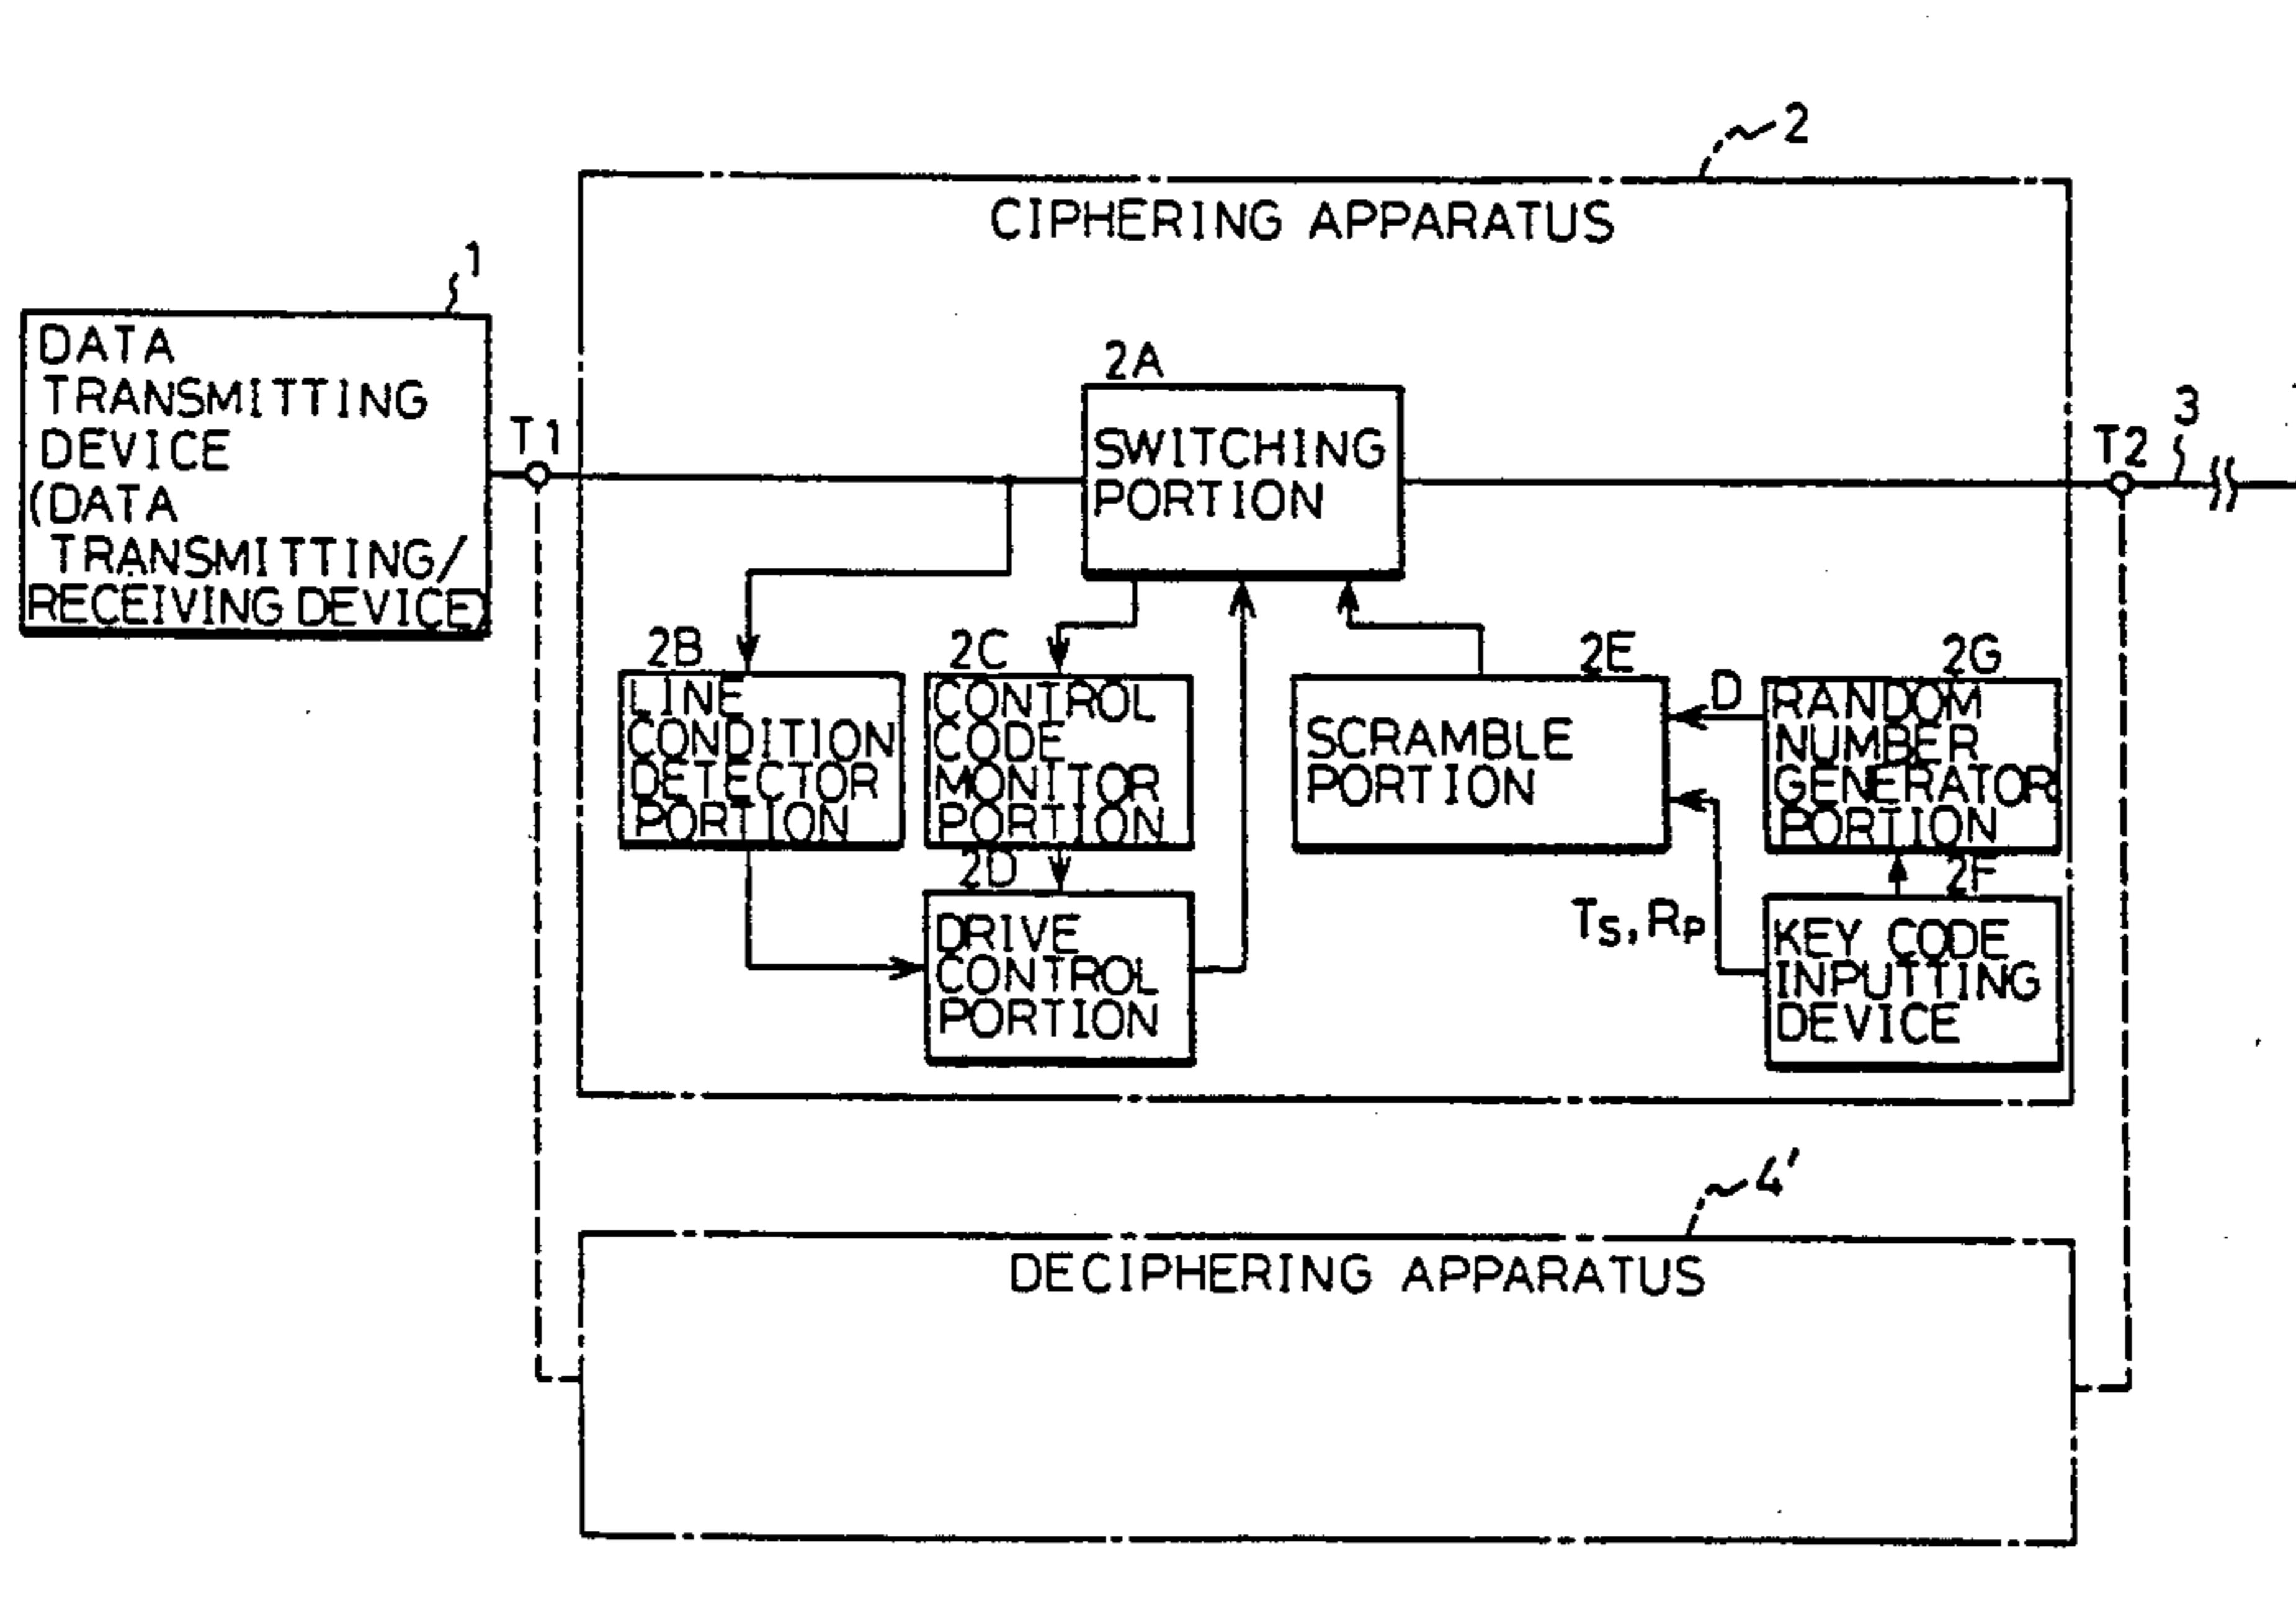 2
CIPHERING APPARATUS
1
DATA
TRANSMITTING
DEVICE
(DATA
TRANSMITTING/
RECEIVING DEVICE)
T1
2A
SWITCHING
PORTION
T2
3
2B
LINE
CONDITION
DETECTOR
PORTION
2C
CONTROL
CODE
MONITOR
PORTION
2E
SCRAMBLE
PORTION
D
2G
RANDOM
NUMBER
GENERATOR
PORTION
2D
DRIVE
CONTROL
PORTION
Ts, Rp
2F
KEY CODE
INPUTTING
DEVICE
4'
DECIPHERING APPARATUS